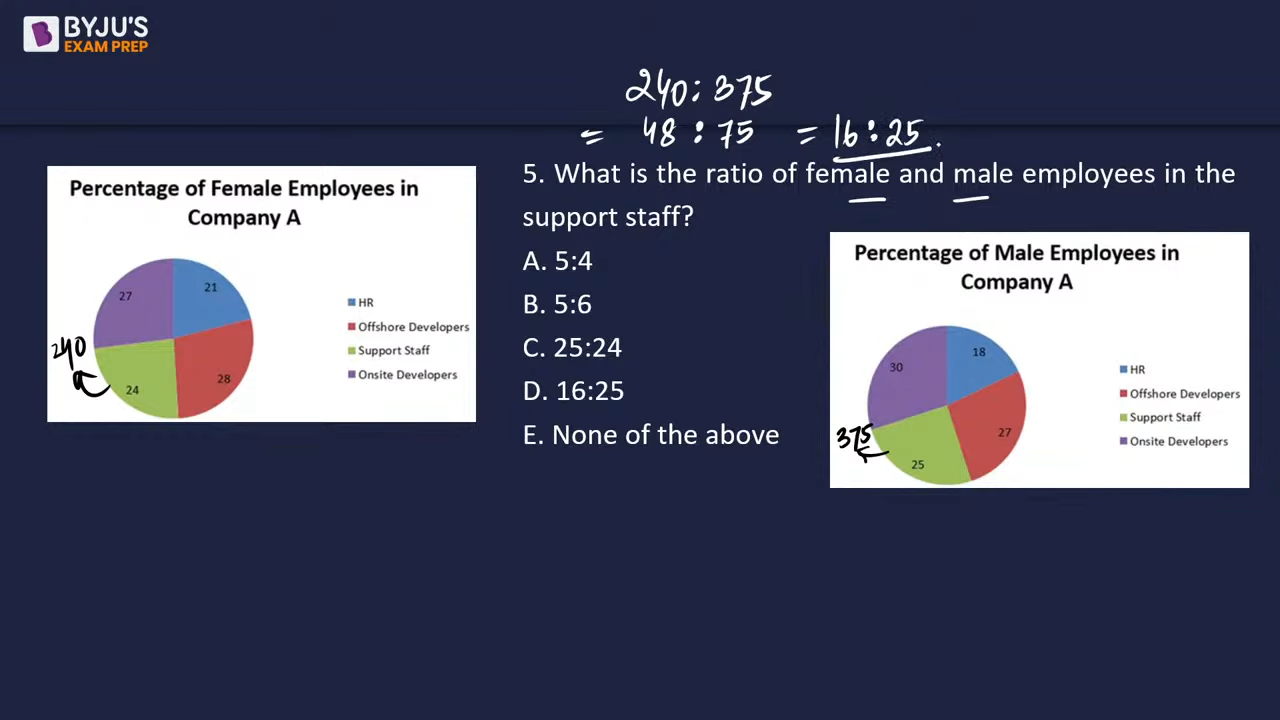 BYJU'S
EXAM PREP
240 : 375
= 48 : 75 = 16 : 25.
5. What is the ratio of female and male employees in the
support staff?
A. 5:4
B. 5:6
C. 25:24
D. 16:25
E. None of the above
Percentage of Female Employees in
Company A
27
21
240
24
28
HR
Offshore Developers
Support Staff
Onsite Developers
Percentage of Male Employees in
Company A
30
18
375
25
27
HR
Offshore Developers
Support Staff
Onsite Developers